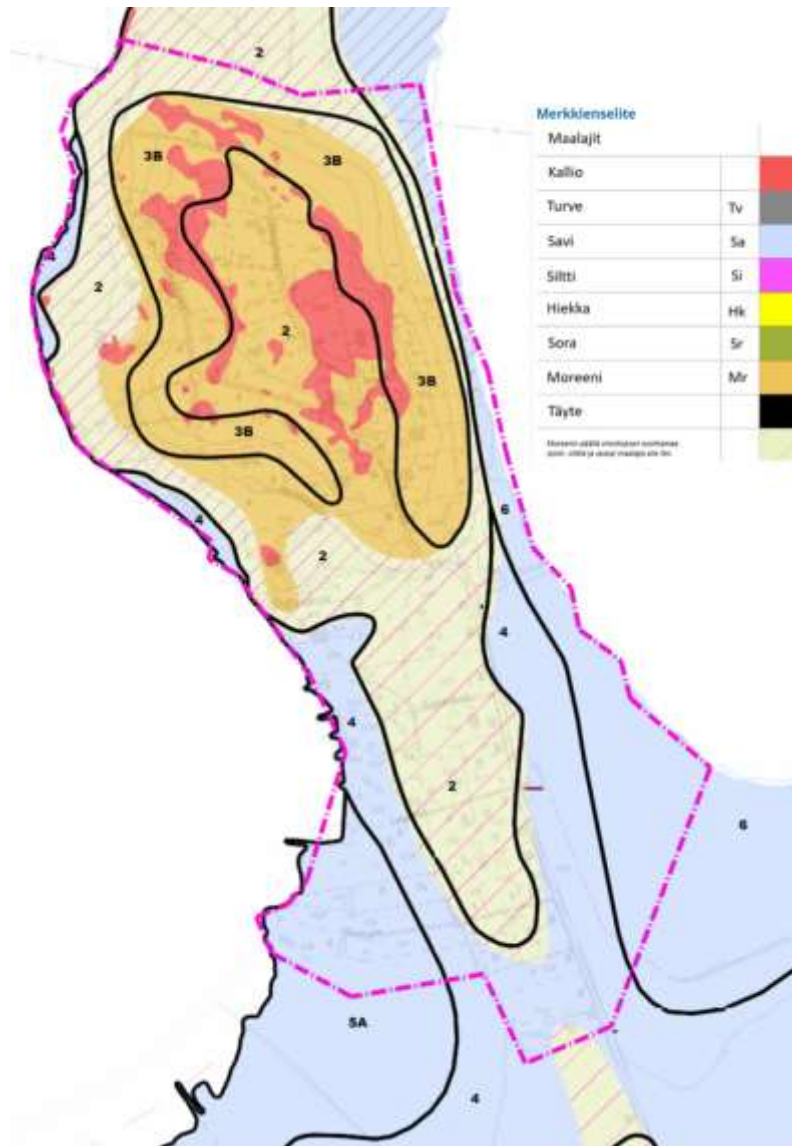 2
3B
3B
4
2
2
3B
3B
6
4
2
4
4
2
6
5A
4
Merkkienselite
Maalajit
Kallio
Turve Tv
Savi Sa
Siltti Si
Hiekka Hk
Sora Sr
Moreeni Mr
Täyte